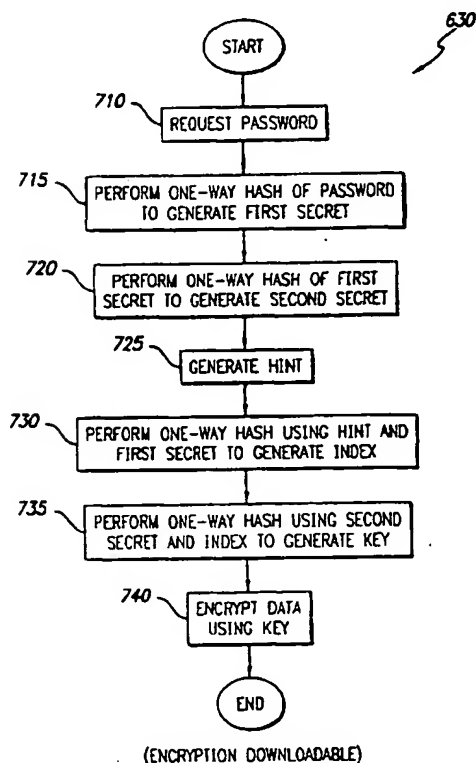 630
START
710
REQUEST PASSWORD
715
PERFORM ONE-WAY HASH OF PASSWORD
TO GENERATE FIRST SECRET
720
PERFORM ONE-WAY HASH OF FIRST
SECRET TO GENERATE SECOND SECRET
725
GENERATE HINT
730
PERFORM ONE-WAY HASH USING HINT AND
FIRST SECRET TO GENERATE INDEX
735
PERFORM ONE-WAY HASH USING SECOND
SECRET AND INDEX TO GENERATE KEY
740
ENCRYPT DATA
USING KEY
END
(ENCRYPTION DOWNLOADABLE)